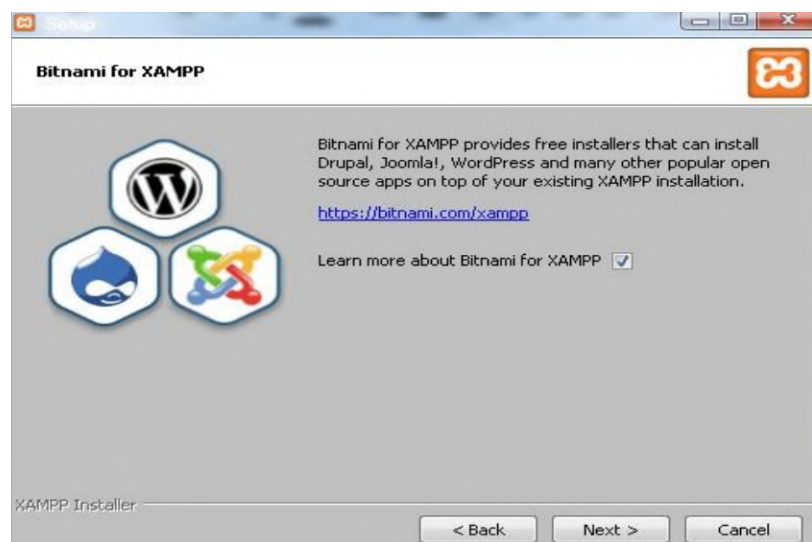 Setup
Bitnami for XAMPP
Bitnami for XAMPP provides free installers that can install
Drupal, Joomla!, WordPress and many other popular open
source apps on top of your existing XAMPP installation.
https://bitnami.com/xampp
Learn more about Bitnami for XAMPP
XAMPP Installer
< Back
Next >
Cancel